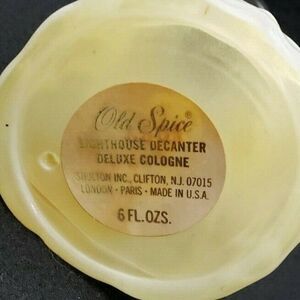 Old Spice®
LIGHTHOUSE DECANTER
DELUXE COLOGNE
SHULTON INC., CLIFTON, N.J. 07015
LONDON · PARIS · MADE IN U.S.A.
6 FL. OZS.